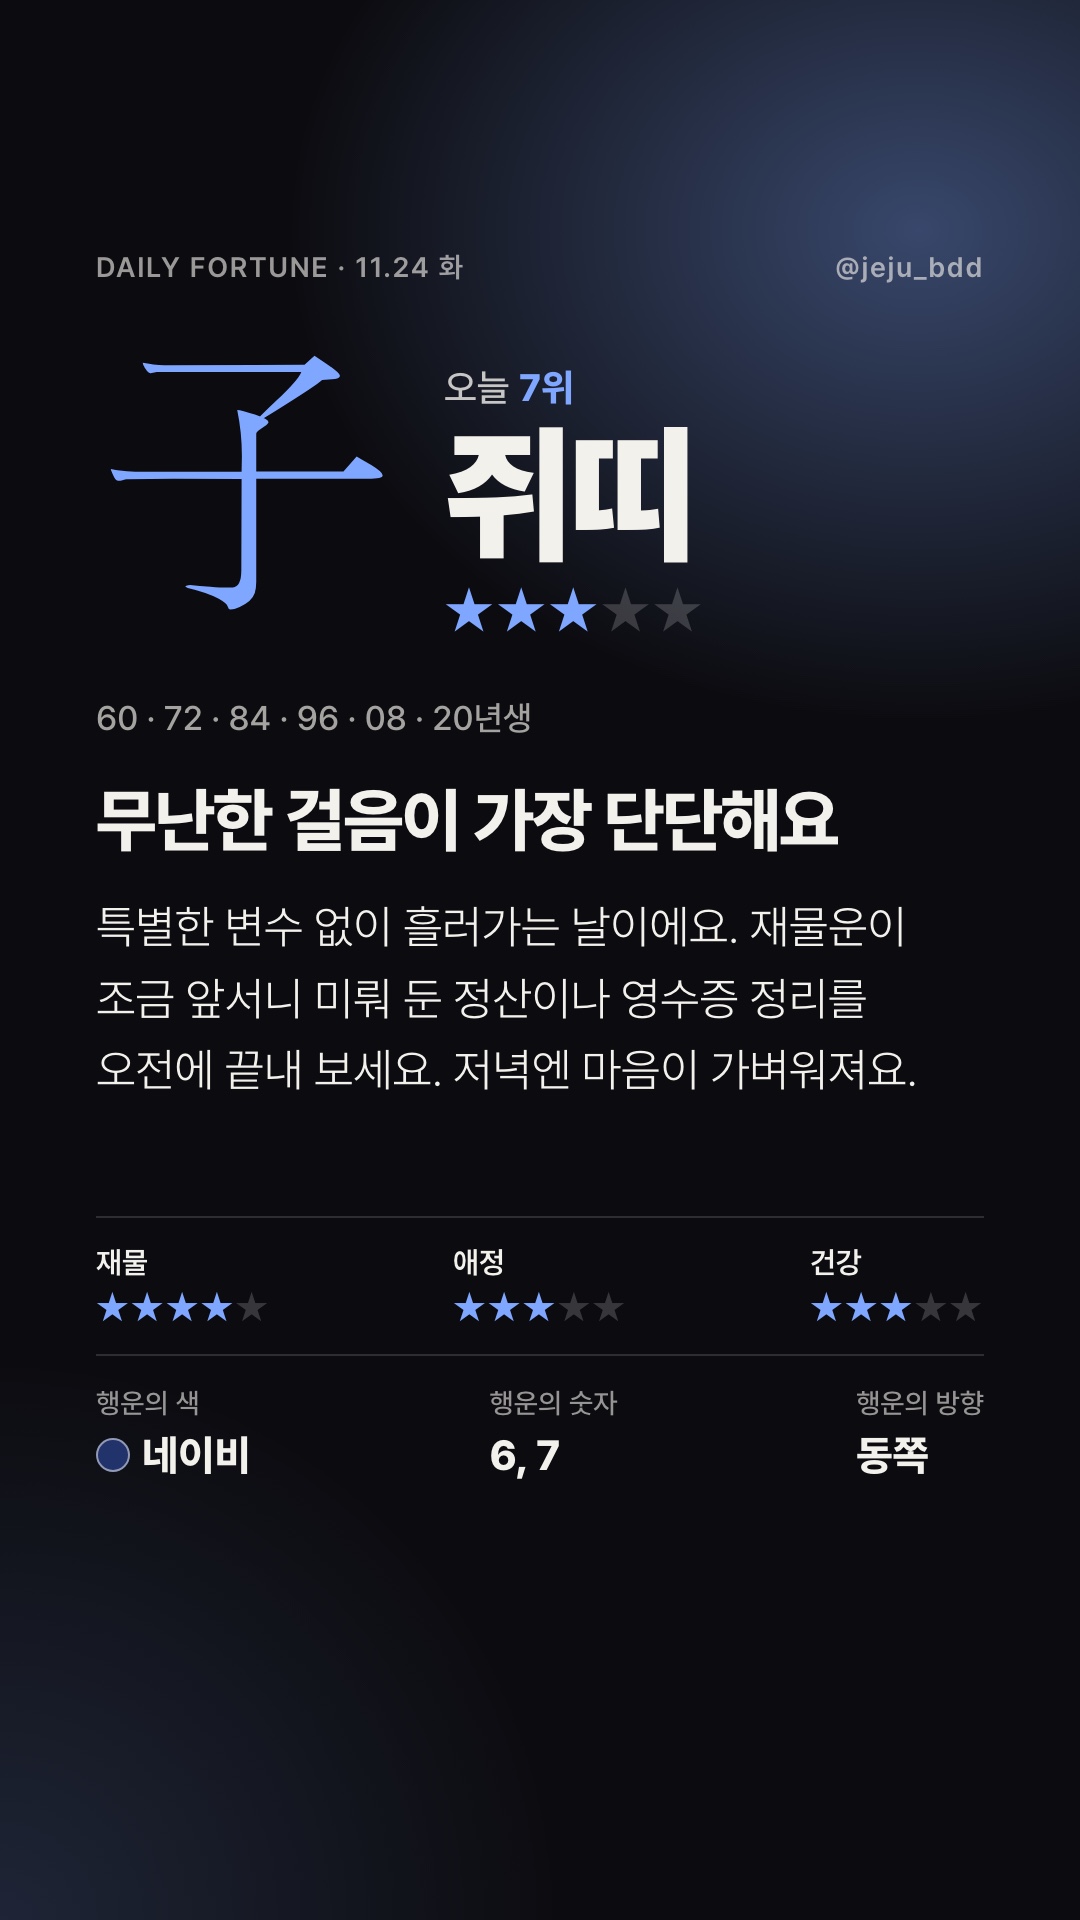 DAILY FORTUNE · 11.24 화
@jeju_bdd
子
오늘 7위
쥐띠
★★★★★
60 · 72 · 84 · 96 · 08 · 20년생
무난한 걸음이 가장 단단해요
특별한 변수 없이 흘러가는 날이에요. 재물운이
조금 앞서니 미뤄 둔 정산이나 영수증 정리를
오전에 끝내 보세요. 저녁엔 마음이 가벼워져요.
재물 애정 건강
★★★★★ ★★★★★ ★★★★★
행운의 색 행운의 숫자 행운의 방향
네이비 6, 7 동쪽